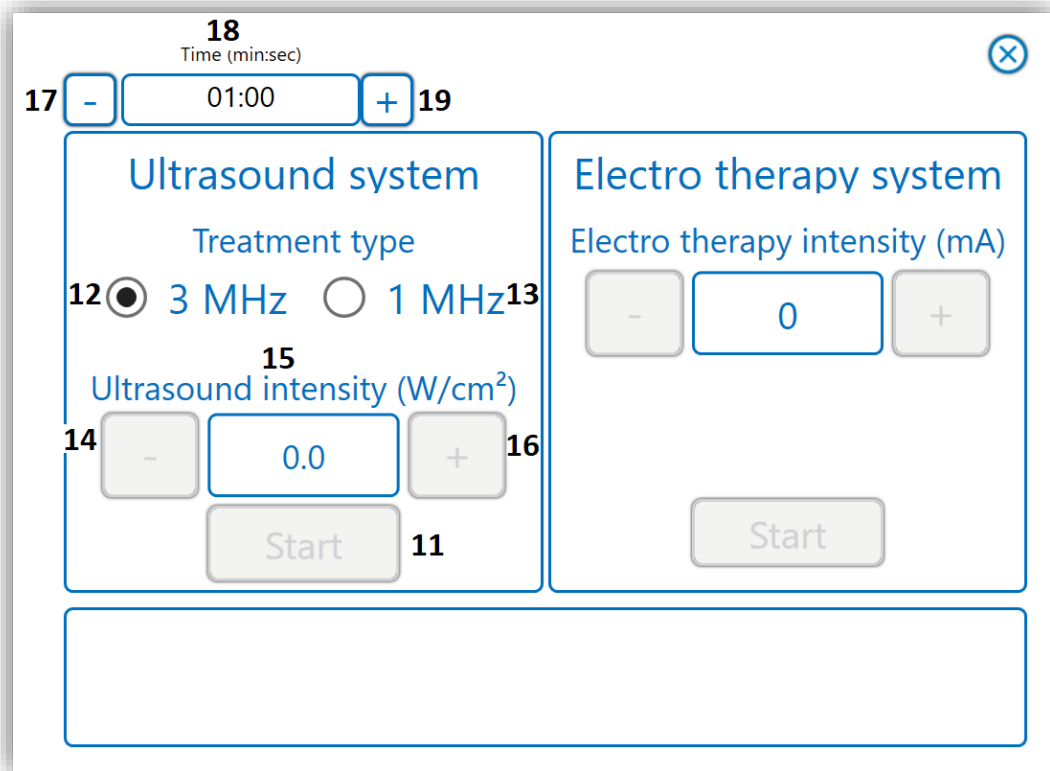 18
Time (min:sec)
17 - 01:00 + 19
Ultrasound system
Treatment type
12 3 MHz 1 MHz 13
15
Ultrasound intensity (W/cm²)
14 - 0.0 + 16
Start 11
Electro therapy system
Electro therapy intensity (mA)
- 0 +
Start